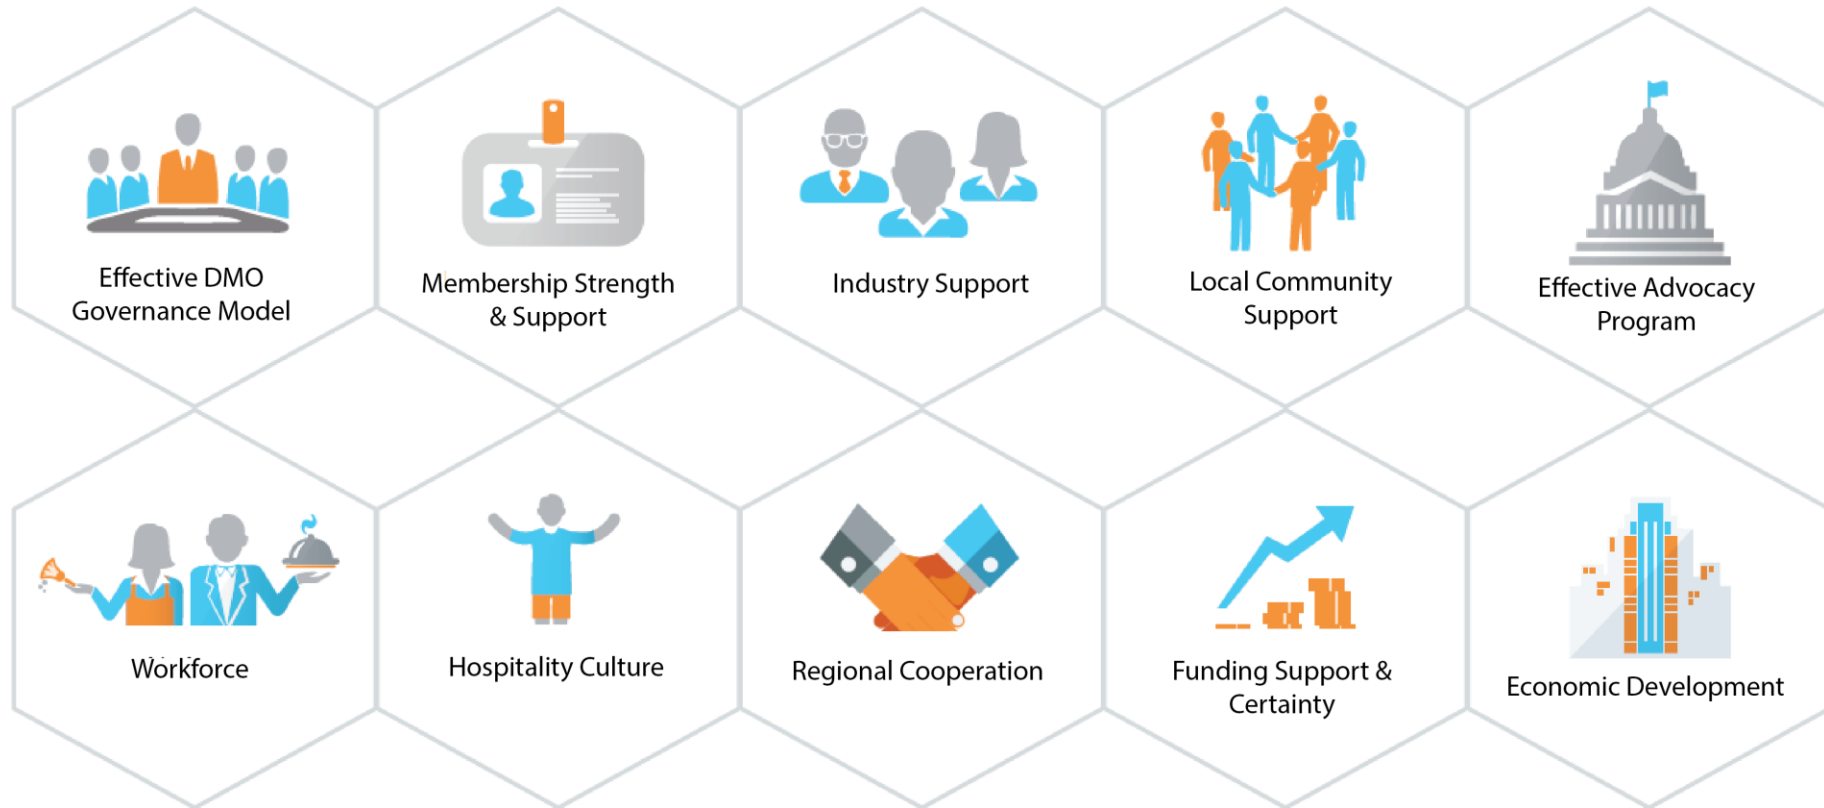 Effective DMO
Governance Model
Membership Strength
& Support
Industry Support
Local Community
Support
Effective Advocacy
Program
Workforce
Hospitality Culture
Regional Cooperation
Funding Support &
Certainty
Economic Development